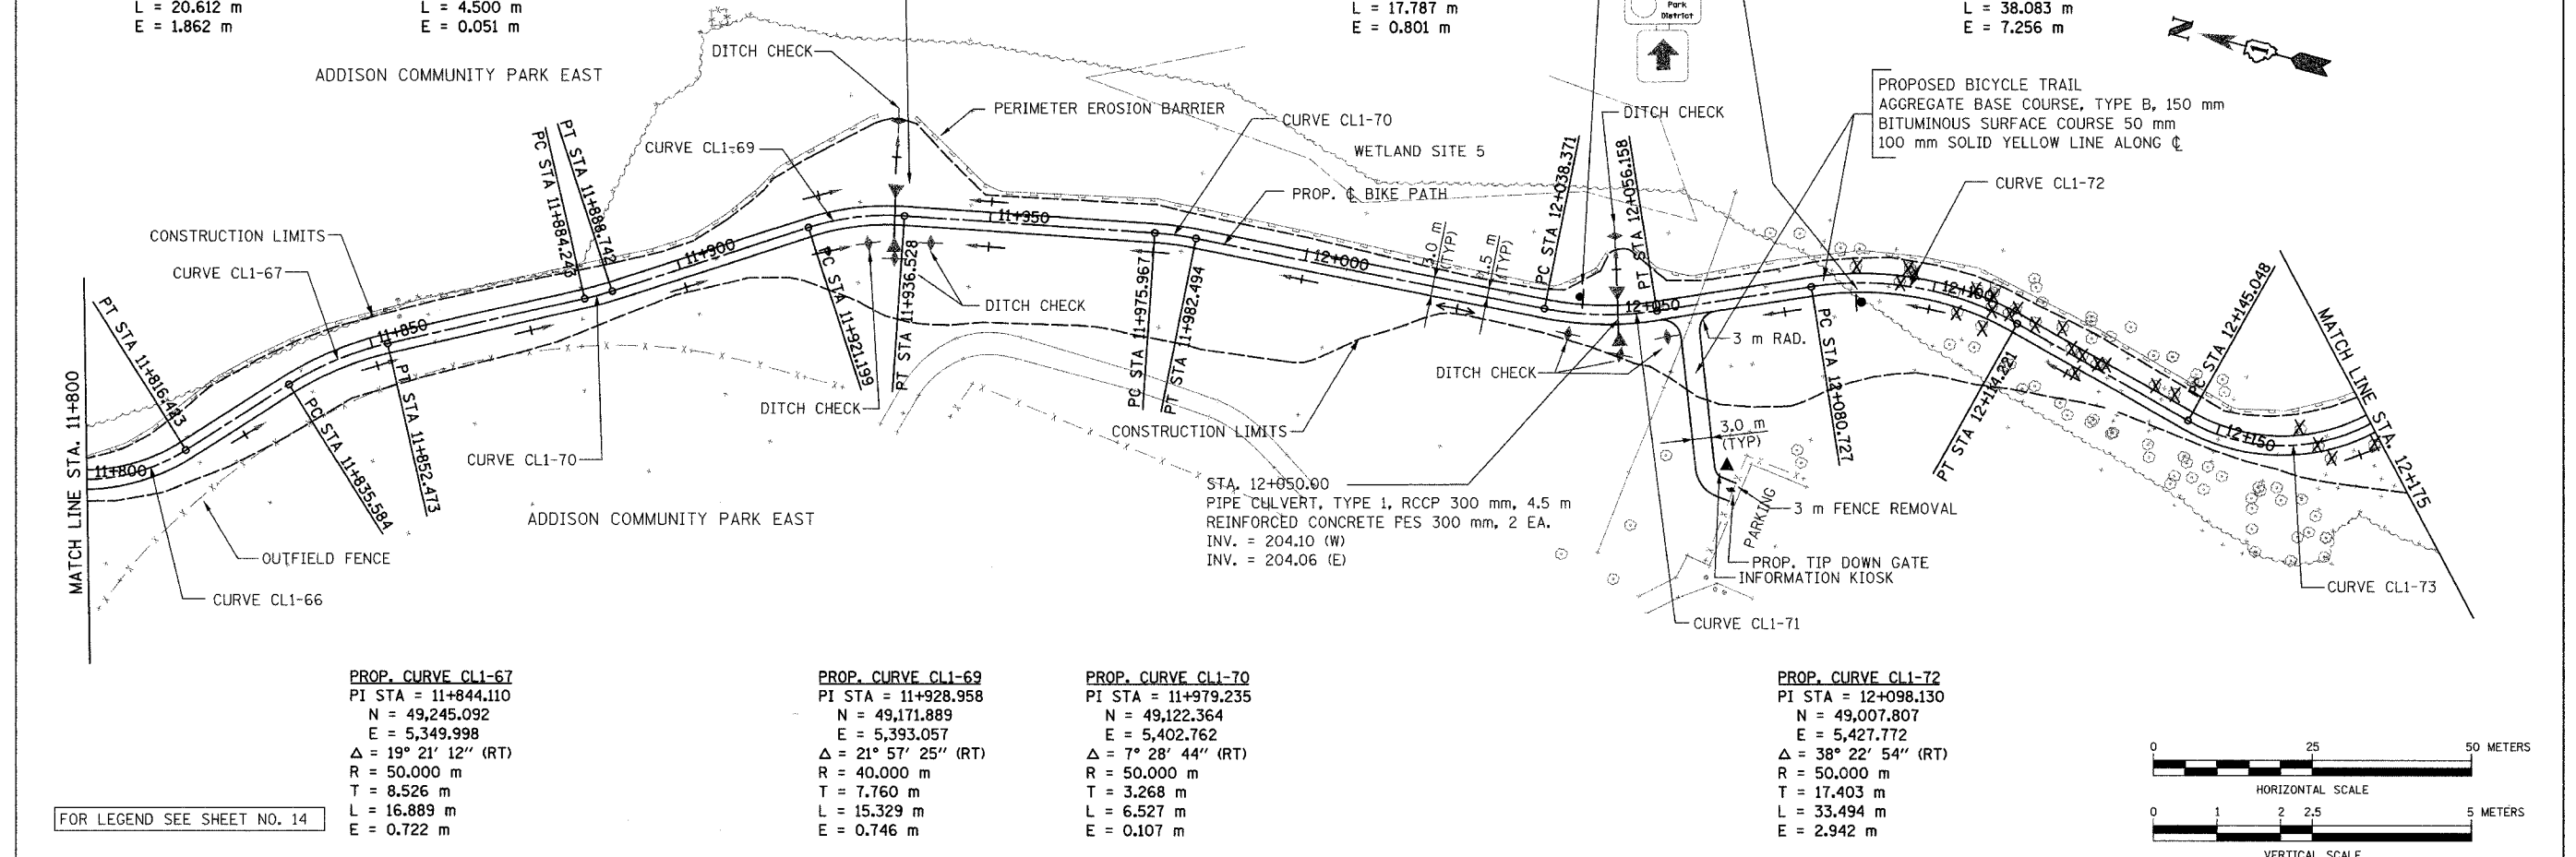 L = 20.612 m
E = 1.862 m
L = 4.500 m
E = 0.051 m
L = 17.787 m
E = 0.801 m
Park
District
L = 38.083 m
E = 7.256 m
N
1
DITCH CHECK
ADDISON COMMUNITY PARK EAST
PERIMETER EROSION BARRIER
CURVE CL1-70
DITCH CHECK
PROPOSED BICYCLE TRAIL
AGGREGATE BASE COURSE, TYPE B, 150 mm
BITUMINOUS SURFACE COURSE 50 mm
100 mm SOLID YELLOW LINE ALONG ℄
PC STA 11+884.243
PT STA 11+888.742
CURVE CL1-69
WETLAND SITE 5
PC STA 12+038.371
PT STA 12+056.158
CURVE CL1-72
PROP. ℄ BIKE PATH
CONSTRUCTION LIMITS
CURVE CL1-67
11+900
11+950
12+000
3.0 m
(TYP)
1.5 m
(TYP)
12+050
12+100
PT STA 11+816.423
11+850
PC STA 11+921.199
PT STA 11+936.528
DITCH CHECK
PC STA 11+975.967
PT STA 11+982.494
3 m RAD.
PC STA 12+080.727
PT STA 12+114.221
PC STA 12+145.048
MATCH LINE STA. 12+175
MATCH LINE STA. 11+800
11+800
PC STA 11+835.584
PT STA 11+852.473
DITCH CHECK
DITCH CHECK
CONSTRUCTION LIMITS
3.0 m
(TYP)
12+150
CURVE CL1-70
STA. 12+050.00
PIPE CULVERT, TYPE 1, RCCP 300 mm, 4.5 m
REINFORCED CONCRETE FES 300 mm, 2 EA.
INV. = 204.10 (W)
INV. = 204.06 (E)
PARKING
3 m FENCE REMOVAL
ADDISON COMMUNITY PARK EAST
OUTFIELD FENCE
PROP. TIP DOWN GATE
INFORMATION KIOSK
CURVE CL1-66
CURVE CL1-73
CURVE CL1-71
PROP. CURVE CL1-67
PI STA = 11+844.110
N = 49,245.092
E = 5,349.998
Δ = 19° 21' 12'' (RT)
R = 50.000 m
T = 8.526 m
L = 16.889 m
E = 0.722 m
PROP. CURVE CL1-69
PI STA = 11+928.958
N = 49,171.889
E = 5,393.057
Δ = 21° 57' 25'' (RT)
R = 40.000 m
T = 7.760 m
L = 15.329 m
E = 0.746 m
PROP. CURVE CL1-70
PI STA = 11+979.235
N = 49,122.364
E = 5,402.762
Δ = 7° 28' 44'' (RT)
R = 50.000 m
T = 3.268 m
L = 6.527 m
E = 0.107 m
PROP. CURVE CL1-72
PI STA = 12+098.130
N = 49,007.807
E = 5,427.772
Δ = 38° 22' 54'' (RT)
R = 50.000 m
T = 17.403 m
L = 33.494 m
E = 2.942 m
0 25 50 METERS
HORIZONTAL SCALE
0 1 2 2.5 5 METERS
VERTICAL SCALE
FOR LEGEND SEE SHEET NO. 14